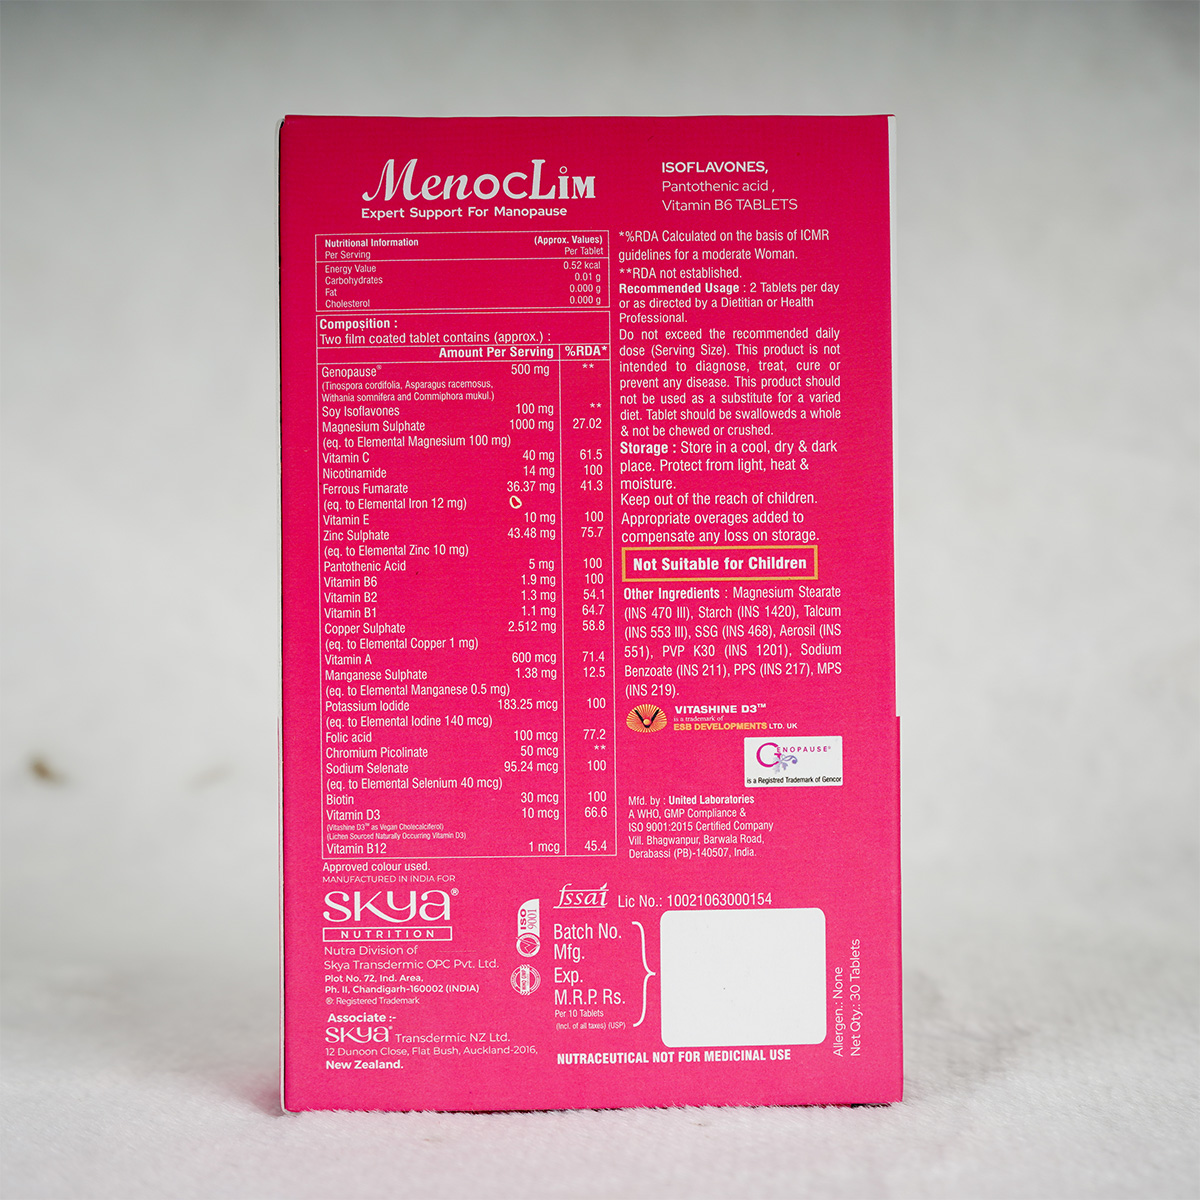 MenocLim
Expert Support For Manopause
ISOFLAVONES,
Pantothenic acid ,
Vitamin B6 TABLETS
Nutritional Information (Approx. Values)
Per Serving Per Tablet
Energy Value 0.52 kcal
Carbohydrates 0.01 g
Fat 0.000 g
Cholesterol 0.000 g
Composition :
Two film coated tablet contains (approx.) :
Amount Per Serving %RDA*
Genopause® 500 mg **
(Tinospora cordifolia, Asparagus racemosus,
Withania somnifera and Commiphora mukul.)
Soy Isoflavones 100 mg **
Magnesium Sulphate 1000 mg 27.02
(eq. to Elemental Magnesium 100 mg)
Vitamin C 40 mg 61.5
Nicotinamide 14 mg 100
Ferrous Fumarate 36.37 mg 41.3
(eq. to Elemental Iron 12 mg)
Vitamin E 10 mg 100
Zinc Sulphate 43.48 mg 75.7
(eq. to Elemental Zinc 10 mg)
Pantothenic Acid 5 mg 100
Vitamin B6 1.9 mg 100
Vitamin B2 1.3 mg 54.1
Vitamin B1 1.1 mg 64.7
Copper Sulphate 2.512 mg 58.8
(eq. to Elemental Copper 1 mg)
Vitamin A 600 mcg 71.4
Manganese Sulphate 1.38 mg 12.5
(eq. to Elemental Manganese 0.5 mg)
Potassium Iodide 183.25 mcg 100
(eq. to Elemental Iodine 140 mcg)
Folic acid 100 mcg 77.2
Chromium Picolinate 50 mcg **
Sodium Selenate 95.24 mcg 100
(eq. to Elemental Selenium 40 mcg)
Biotin 30 mcg 100
Vitamin D3 10 mcg 66.6
(Vitashine D3™ as Vegan Cholecalciferol)
(Lichen Sourced Naturally Occurring Vitamin D3)
Vitamin B12 1 mcg 45.4
Approved colour used.
MANUFACTURED IN INDIA FOR
SKYa®
NUTRITION
Nutra Division of
Skya Transdermic OPC Pvt. Ltd.
Plot No. 72, Ind. Area,
Ph. II, Chandigarh-160002 (INDIA)
®: Registered Trademark
Associate :-
SKYa® Transdermic NZ Ltd.
12 Dunoon Close, Flat Bush, Auckland-2016,
New Zealand.
*%RDA Calculated on the basis of ICMR
guidelines for a moderate Woman.
**RDA not established.
Recommended Usage : 2 Tablets per day
or as directed by a Dietitian or Health
Professional.
Do not exceed the recommended daily
dose (Serving Size). This product is not
intended to diagnose, treat, cure or
prevent any disease. This product should
not be used as a substitute for a varied
diet. Tablet should be swalloweds a whole
& not be chewed or crushed.
Storage : Store in a cool, dry & dark
place. Protect from light, heat &
moisture.
Keep out of the reach of children.
Appropriate overages added to
compensate any loss on storage.
Not Suitable for Children
Other Ingredients : Magnesium Stearate
(INS 470 III), Starch (INS 1420), Talcum
(INS 553 III), SSG (INS 468), Aerosil (INS
551), PVP K30 (INS 1201), Sodium
Benzoate (INS 211), PPS (INS 217), MPS
(INS 219).
VITASHINE D3™
is a trademark of
ESB DEVELOPMENTS LTD. UK
GENOPAUSE®
is a Registred Trademark of Gencor
Mfd. by : United Laboratories
A WHO, GMP Compliance &
ISO 9001:2015 Certified Company
Vill. Bhagwanpur, Barwala Road,
Derabassi (PB)-140507, India.
fssai Lic No.: 10021063000154
ISO
9001
Batch No.
Mfg.
Exp.
M.R.P. Rs.
Per 10 Tablets
(Incl. of all taxes) (USP)
NUTRACEUTICAL NOT FOR MEDICINAL USE
Allergen.: None
Net Qty.: 30 Tablets